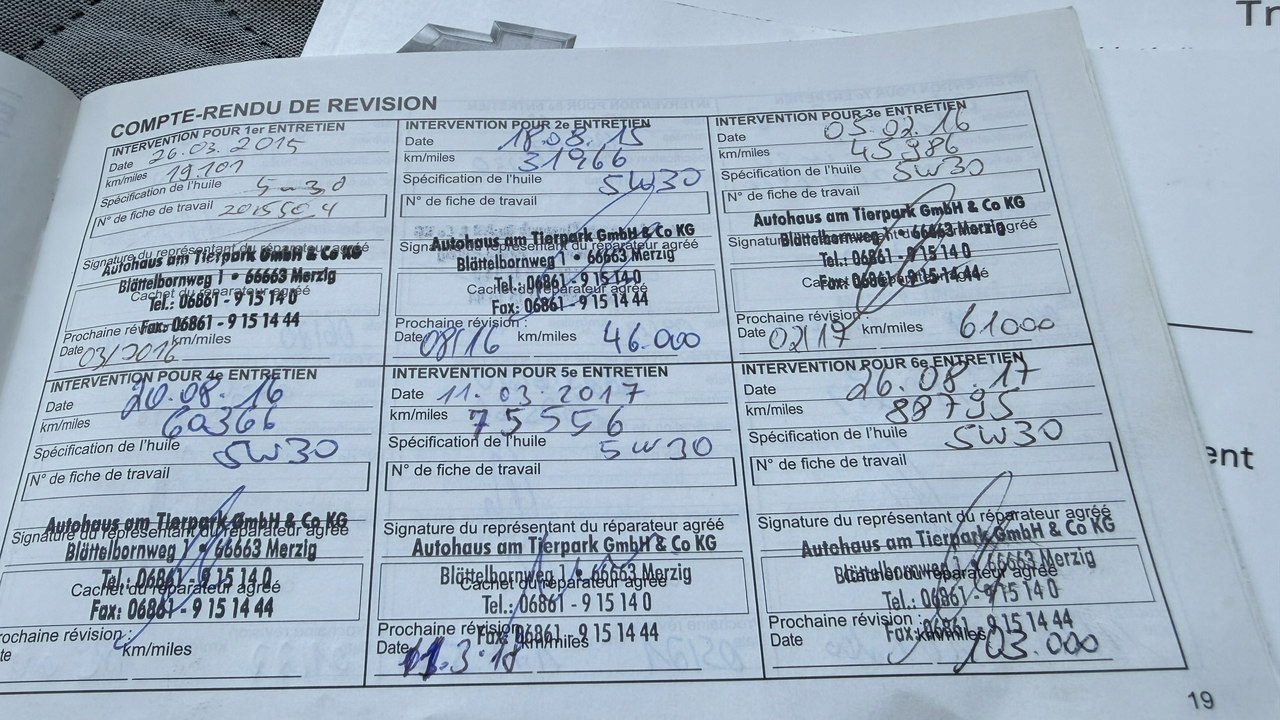 Tr
COMPTE-RENDU DE REVISION
INTERVENTION POUR 1er ENTRETIEN
Date 26.03.2015
km/miles 19.101
Spécification de l'huile 5w30
N° de fiche de travail
Signature du représentant du réparateur agréé
Autohaus am Tierpark GmbH & Co KG
Blättelbornweg 1 • 66663 Merzig
Cachet du réparateur agréé
Tel.: 06861 - 9 15 14 0
Fax: 06861 - 9 15 14 44
Prochaine révision :
Date 03/2016 km/miles
INTERVENTION POUR 2e ENTRETIEN
Date 18.08.15
km/miles 31966
Spécification de l'huile 5W30
N° de fiche de travail
Signature du représentant du réparateur agréé
Autohaus am Tierpark GmbH & Co KG
Blättelbornweg 1 • 66663 Merzig
Cachet du réparateur agréé
Tel.: 06861 - 9 15 14 0
Fax: 06861 - 9 15 14 44
Prochaine révision :
Date 08/16 km/miles 46.000
INTERVENTION POUR 3e ENTRETIEN
Date 05.02.16
km/miles 45986
Spécification de l'huile 5W30
N° de fiche de travail
Autohaus am Tierpark GmbH & Co KG
Signature du représentant du réparateur agréé
Blättelbornweg 1 • 66663 Merzig
Tel.: 06861 - 9 15 14 0
Cachet du réparateur agréé
Fax: 06861 - 9 15 14 44
Prochaine révision :
Date 02/17 km/miles 61000
INTERVENTION POUR 4e ENTRETIEN
Date 20.08.16
km/miles 60366
Spécification de l'huile 5W30
N° de fiche de travail
Autohaus am Tierpark GmbH & Co KG
Signature du représentant du réparateur agréé
Blättelbornweg 1 • 66663 Merzig
Tel.: 06861 - 9 15 14 0
Cachet du réparateur agréé
Fax: 06861 - 9 15 14 44
rochaine révision :
te km/miles
INTERVENTION POUR 5e ENTRETIEN
Date 11.03.2017
km/miles 75556
Spécification de l'huile 5W30
N° de fiche de travail
Signature du représentant du réparateur agréé
Autohaus am Tierpark GmbH & Co KG
Blättelbornweg 1 • 66663 Merzig
Cachet du réparateur agréé
Tel.: 06861 - 9 15 14 0
Prochaine révision :
Fax: 06861 - 9 15 14 44
Date 11.3.18 km/miles
INTERVENTION POUR 6e ENTRETIEN
Date 26.08.17
km/miles 88795
Spécification de l'huile 5W30
N° de fiche de travail
Signature du représentant du réparateur agréé
Autohaus am Tierpark GmbH & Co KG
Blättelbornweg 1 • 66663 Merzig
Cachet du réparateur agréé
Tel.: 06861 - 9 15 14 0
Prochaine révision :
Fax: 06861 - 9 15 14 44
Date km/miles 103.000
ent
19